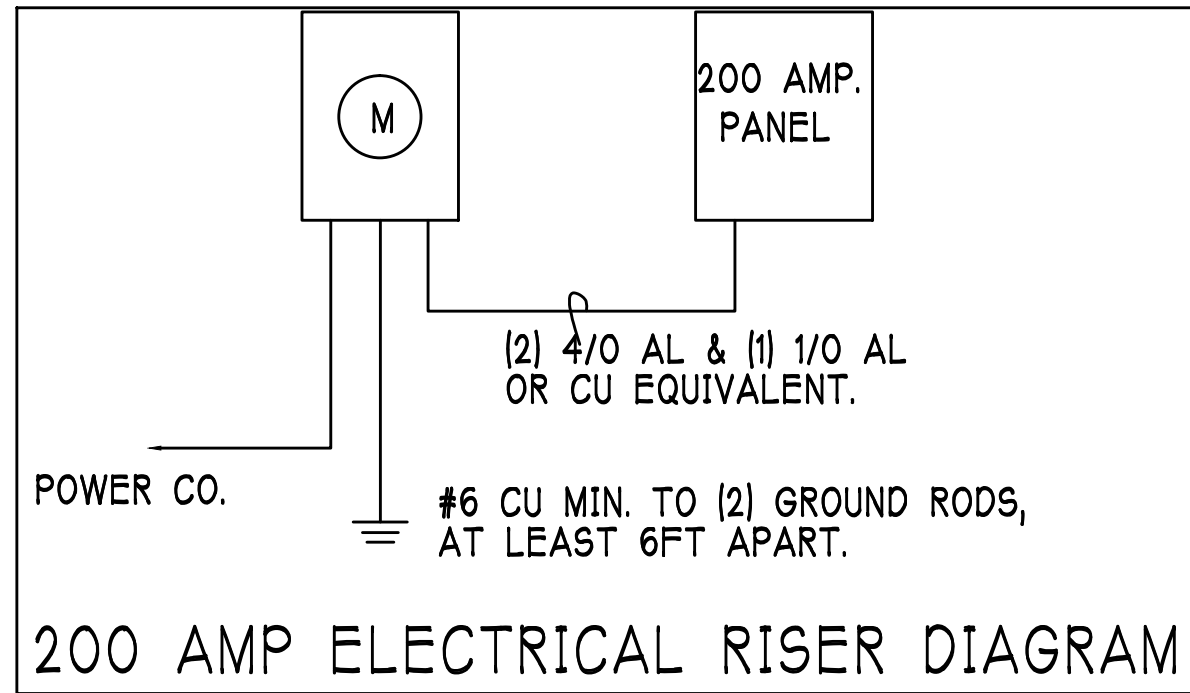 M
200 AMP.
PANEL
(2) 4/0 AL & (1) 1/0 AL
OR CU EQUIVALENT.
POWER CO.
#6 CU MIN. TO (2) GROUND RODS,
AT LEAST 6FT APART.
200 AMP ELECTRICAL RISER DIAGRAM